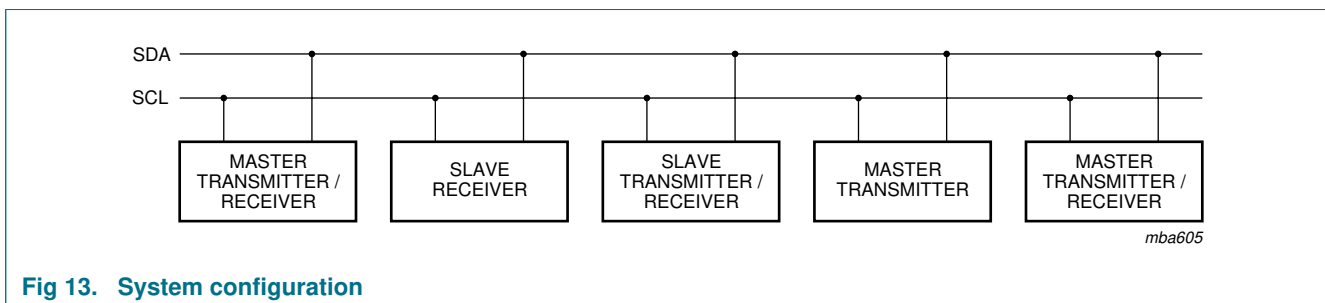 SDA
SCL
MASTER
TRANSMITTER /
RECEIVER
SLAVE
RECEIVER
SLAVE
TRANSMITTER /
RECEIVER
MASTER
TRANSMITTER
MASTER
TRANSMITTER /
RECEIVER
mba605
Fig 13. System configuration